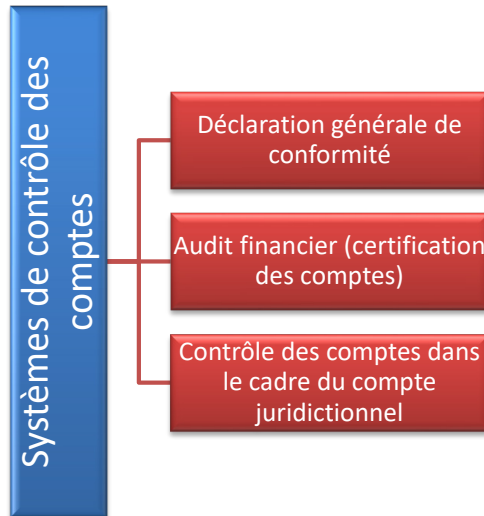 Systèmes de contrôle des
comptes
Déclaration générale de
conformité
Audit financier (certification
des comptes)
Contrôle des comptes dans
le cadre du compte
juridictionnel